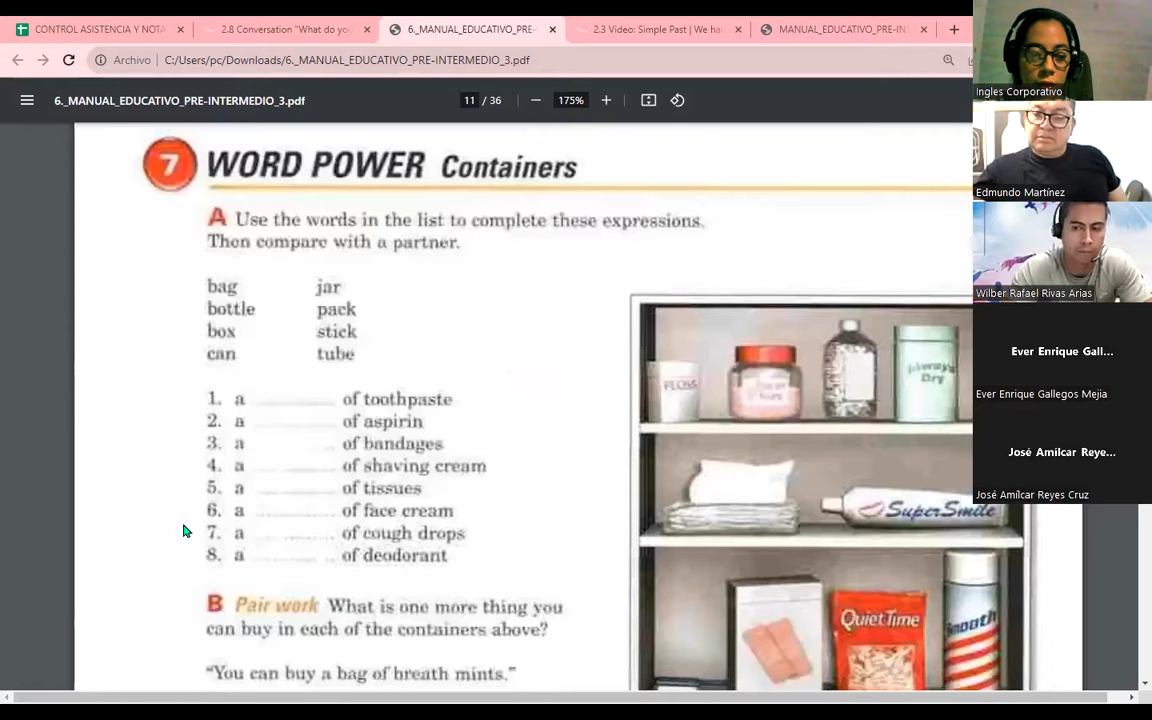 CONTROL ASISTENCIA Y NOTA
2.8 Conversation "What do you
6._MANUAL_EDUCATIVO_PRE-
2.3 Video: Simple Past | We ha
MANUAL_EDUCATIVO_PRE-INT
Archivo
C:/Users/pc/Downloads/6._MANUAL_EDUCATIVO_PRE-INTERMEDIO_3.pdf
6._MANUAL_EDUCATIVO_PRE-INTERMEDIO_3.pdf
11 / 36
175%
7 WORD POWER Containers
A Use the words in the list to complete these expressions.
Then compare with a partner.
bag jar
bottle pack
box stick
can tube
1. a of toothpaste
2. a of aspirin
3. a of bandages
4. a of shaving cream
5. a of tissues
6. a of face cream
7. a of cough drops
8. a of deodorant
B Pair work What is one more thing you
can buy in each of the containers above?
"You can buy a bag of breath mints."
FLOSS
Always
Dry
SuperSmile
QuietTime
Smooth
Ingles Corporativo
Edmundo Martínez
Wilber Rafael Rivas Arias
Ever Enrique Gall...
Ever Enrique Gallegos Mejia
José Amílcar Reye...
José Amílcar Reyes Cruz